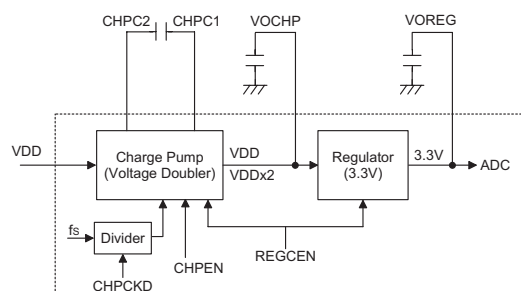 CHPC2 CHPC1
VOCHP
VOREG
VDD
Charge Pump
(Voltage Doubler)
VDD
VDDx2
Regulator
(3.3V)
3.3V
ADC
fS
Divider
CHPCKD
CHPEN
REGCEN